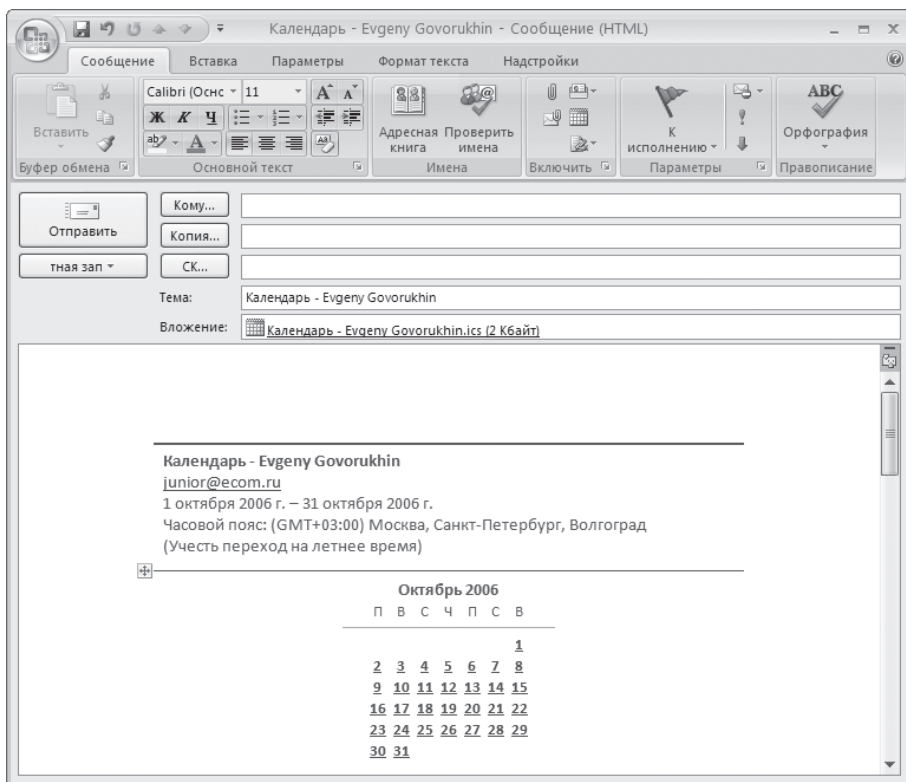 Календарь - Evgeny Govorukhin - Сообщение (HTML)
Сообщение Вставка Параметры Формат текста Надстройки
Вставить
Буфер обмена
Calibri (Оснс 11 A A
Ж К Ч
ab A Aa
Основной текст
Адресная книга
Проверить имена
Имена
Включить
К исполнению
Параметры
ABC
Орфография
Правописание
Отправить
тная зап
Кому...
Копия...
СК...
Тема: Календарь - Evgeny Govorukhin
Вложение: Календарь - Evgeny Govorukhin.ics (2 Кбайт)
Календарь - Evgeny Govorukhin
junior@ecom.ru
1 октября 2006 г. – 31 октября 2006 г.
Часовой пояс: (GMT+03:00) Москва, Санкт-Петербург, Волгоград
(Учесть переход на летнее время)
Октябрь 2006
П В С Ч П С В
1
2 3 4 5 6 7 8
9 10 11 12 13 14 15
16 17 18 19 20 21 22
23 24 25 26 27 28 29
30 31